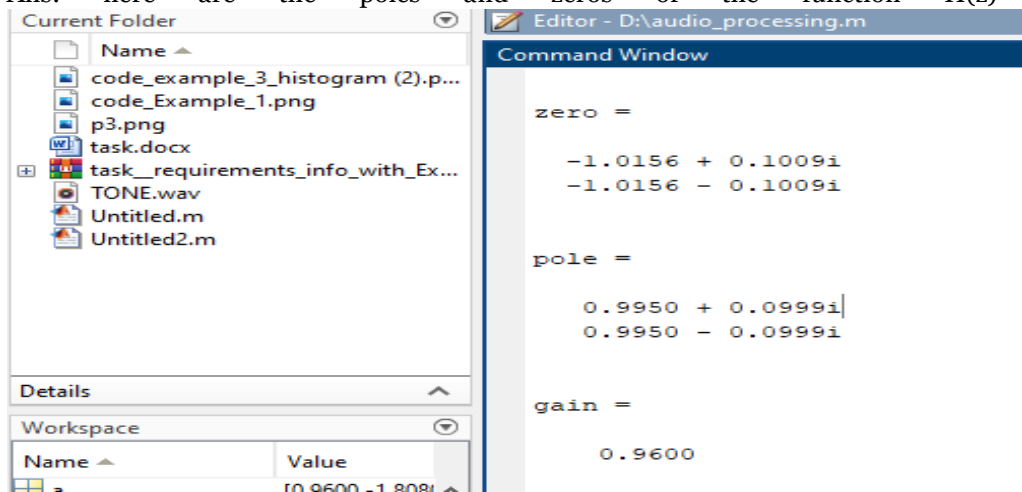 Ans: here are the poles and zeros of the function H(z)
Current Folder
Name
code_example_3_histogram (2).p...
code_Example_1.png
p3.png
task.docx
task__requirements_info_with_Ex...
TONE.wav
Untitled.m
Untitled2.m
Details
Workspace
Name Value
a [0.9600 -1.808(
Editor - D:\audio_processing.m
Command Window
zero =
-1.0156 + 0.1009i
-1.0156 - 0.1009i
pole =
0.9950 + 0.0999i
0.9950 - 0.0999i
gain =
0.9600